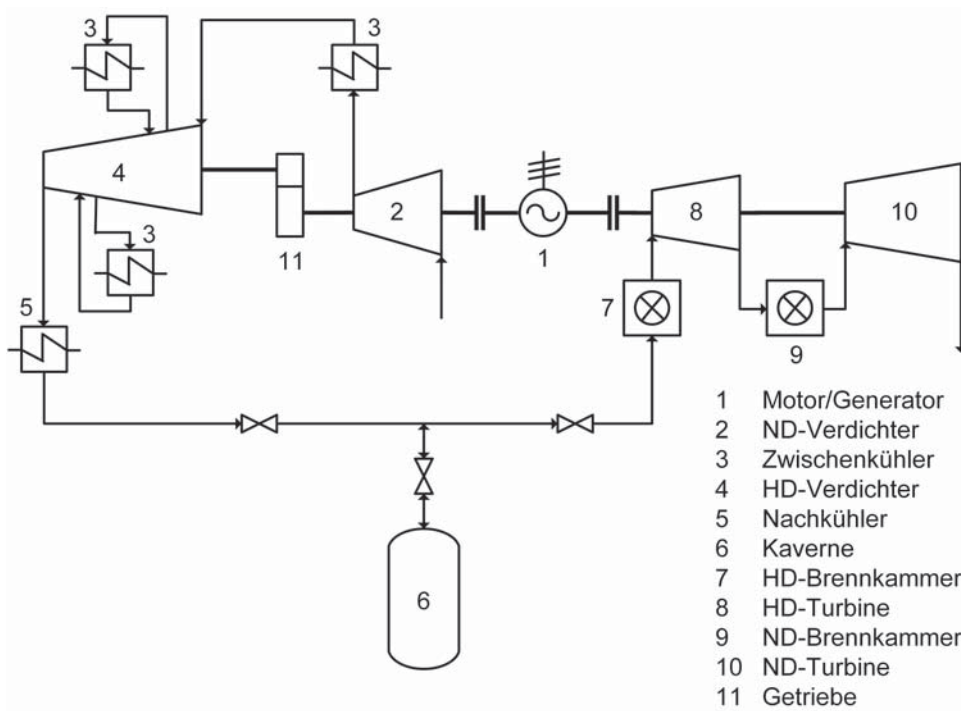 3
3
4
2
8
10
11
1
3
5
7
9
6
1 Motor/Generator
2 ND-Verdichter
3 Zwischenkühler
4 HD-Verdichter
5 Nachkühler
6 Kaverne
7 HD-Brennkammer
8 HD-Turbine
9 ND-Brennkammer
10 ND-Turbine
11 Getriebe